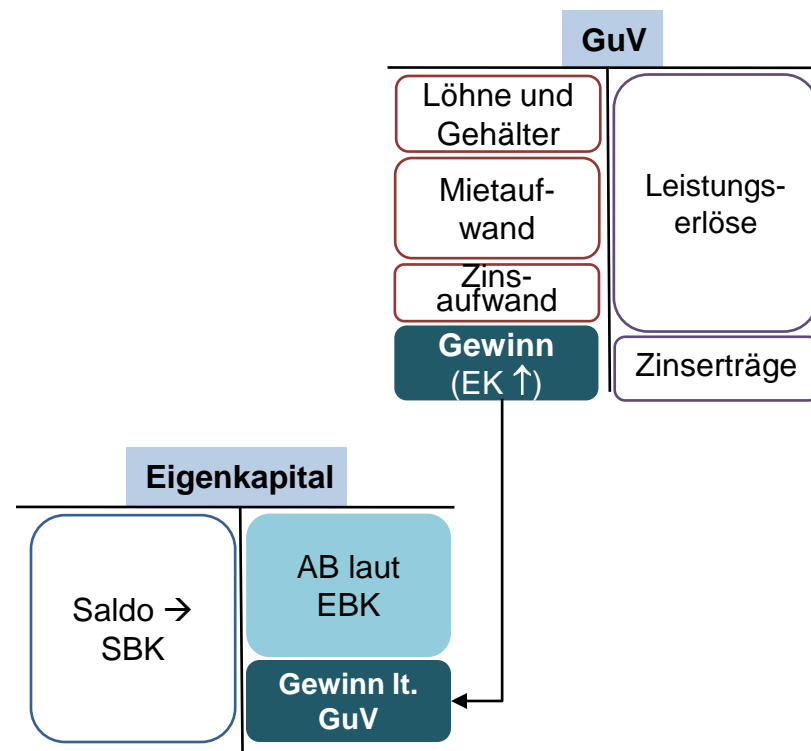 GuV
Löhne und
Gehälter
Mietauf-
wand
Zins-
aufwand
Gewinn
(EK ↑)
Leistungs-
erlöse
Zinserträge
Eigenkapital
Saldo →
SBK
AB laut
EBK
Gewinn lt.
GuV